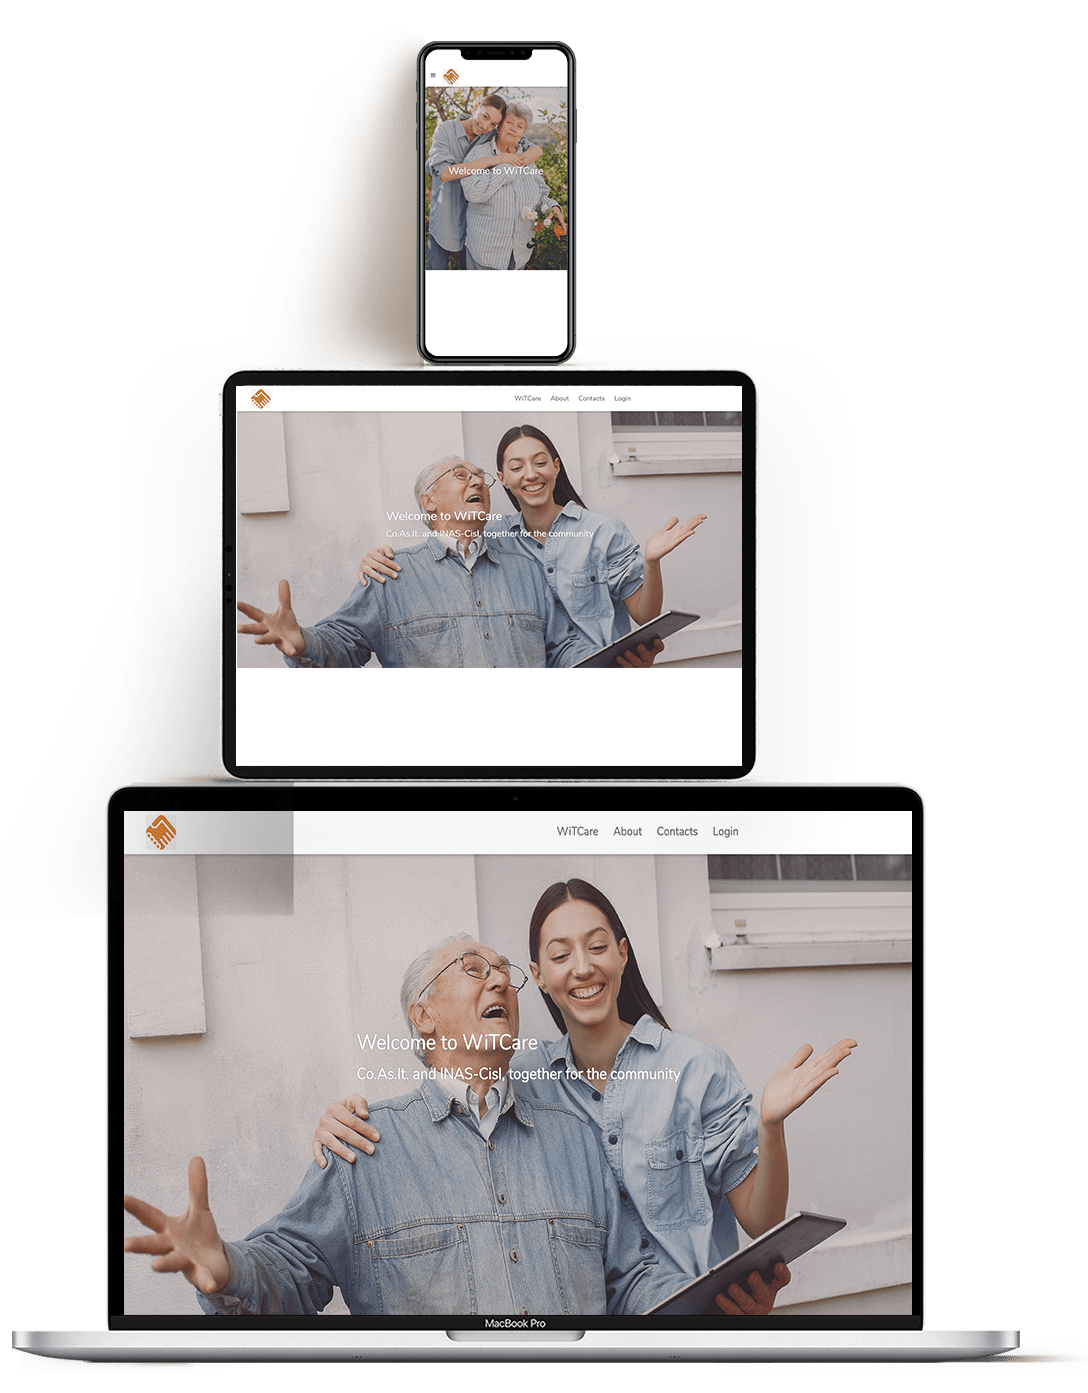 Welcome to WiTCare
WiTCare About Contacts Login
Welcome to WiTCare
Co.As.It. and INAS-Cisl, together for the community
WiTCare About Contacts Login
Welcome to WiTCare
Co.As.It. and INAS-Cisl, together for the community
MacBook Pro